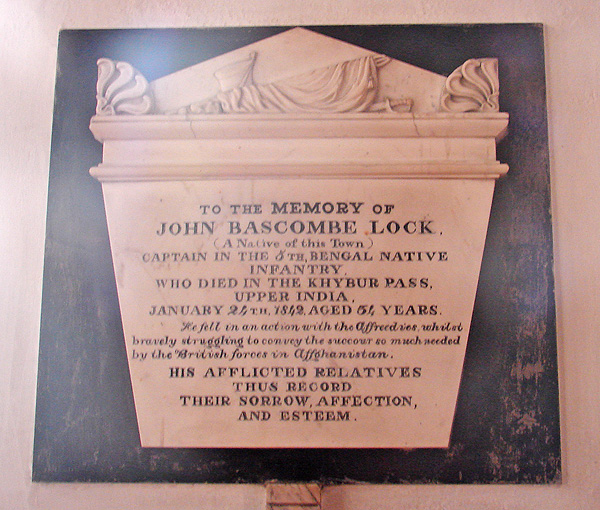 TO THE MEMORY OF
JOHN BASCOMBE LOCK,
(A Native of this Town)
CAPTAIN IN THE 5TH, BENGAL NATIVE
INFANTRY,
WHO DIED IN THE KHYBUR PASS,
UPPER INDIA,
JANUARY 24TH, 1842, AGED 54 YEARS.
He fell in an action with the Affreedies, whilst
bravely struggling to convey the succour so much needed
by the British forces in Affghanistan.
HIS AFFLICTED RELATIVES
THUS RECORD
THEIR SORROW, AFFECTION,
AND ESTEEM.